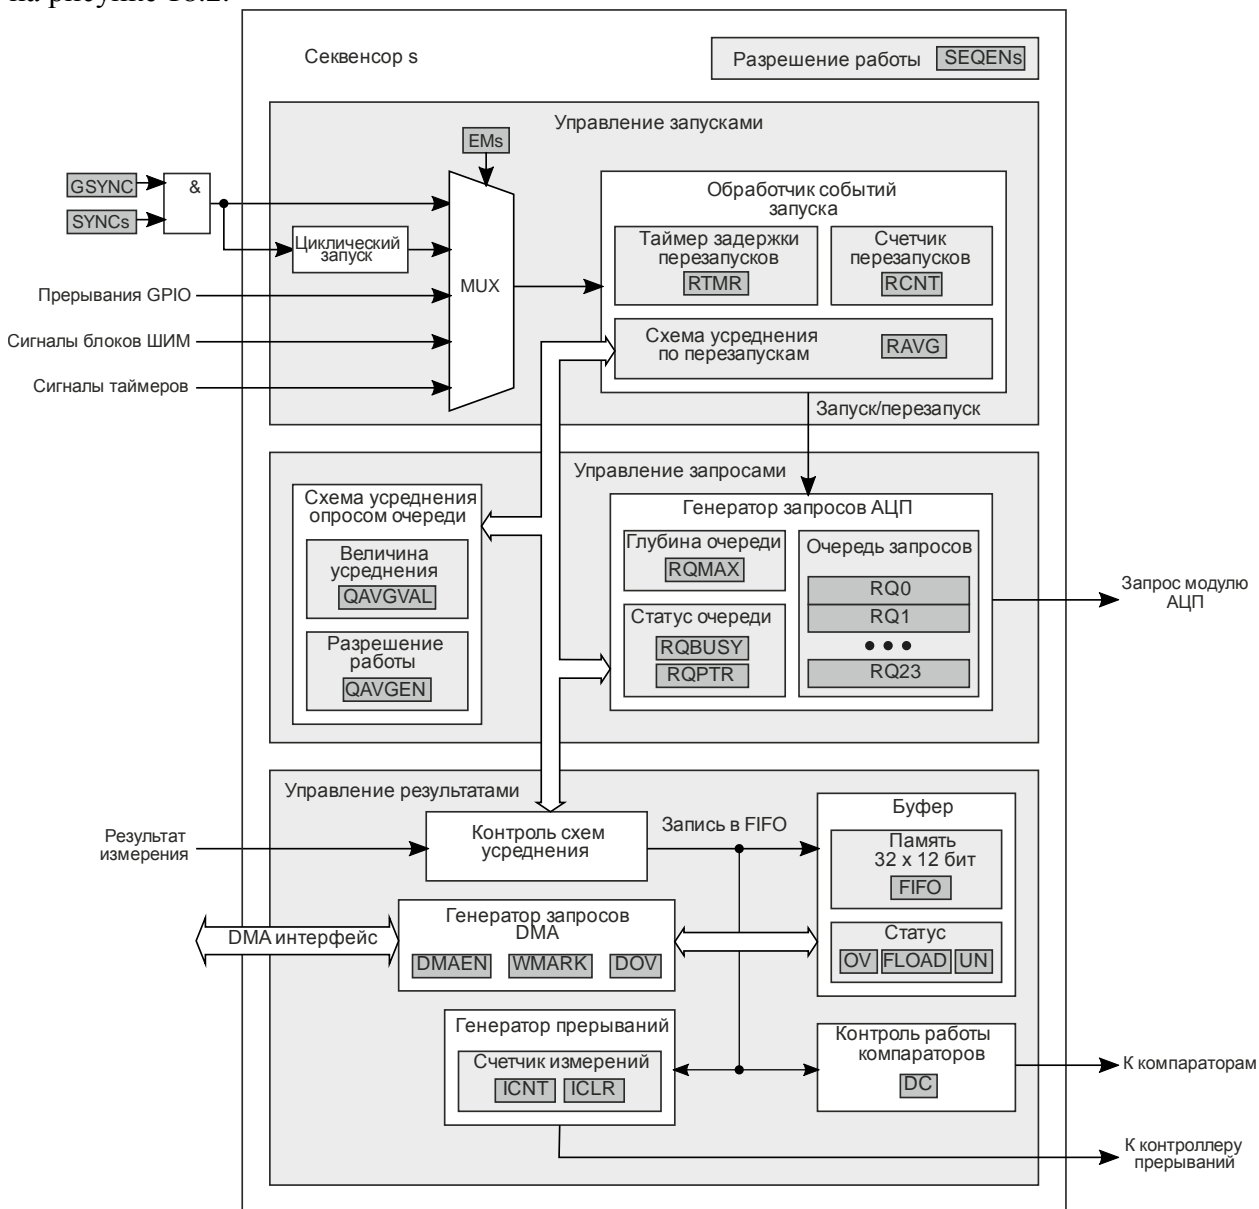 на рисунке 18.2.
Секвенсор s
Разрешение работы SEQENs
Управление запусками
EMs
GSYNC
&
SYNCs
Циклический
запуск
MUX
Прерывания GPIO
Сигналы блоков ШИМ
Сигналы таймеров
Обработчик событий
запуска
Таймер задержки
перезапусков
RTMR
Счетчик
перезапусков
RCNT
Схема усреднения
по перезапускам
RAVG
Запуск/перезапуск
Управление запросами
Схема усреднения
опросом очереди
Величина
усреднения
QAVGVAL
Разрешение
работы
QAVGEN
Генератор запросов АЦП
Глубина очереди
RQMAX
Статус очереди
RQBUSY
RQPTR
Очередь запросов
RQ0
RQ1
• • •
RQ23
Запрос модулю
АЦП
Управление результатами
Результат
измерения
Контроль схем
усреднения
Запись в FIFO
Буфер
Память
32 x 12 бит
FIFO
Статус
OV FLOAD UN
DMA интерфейс
Генератор запросов
DMA
DMAEN WMARK DOV
Генератор прерываний
Счетчик измерений
ICNT ICLR
Контроль работы
компараторов
DC
К компараторам
К контроллеру
прерываний